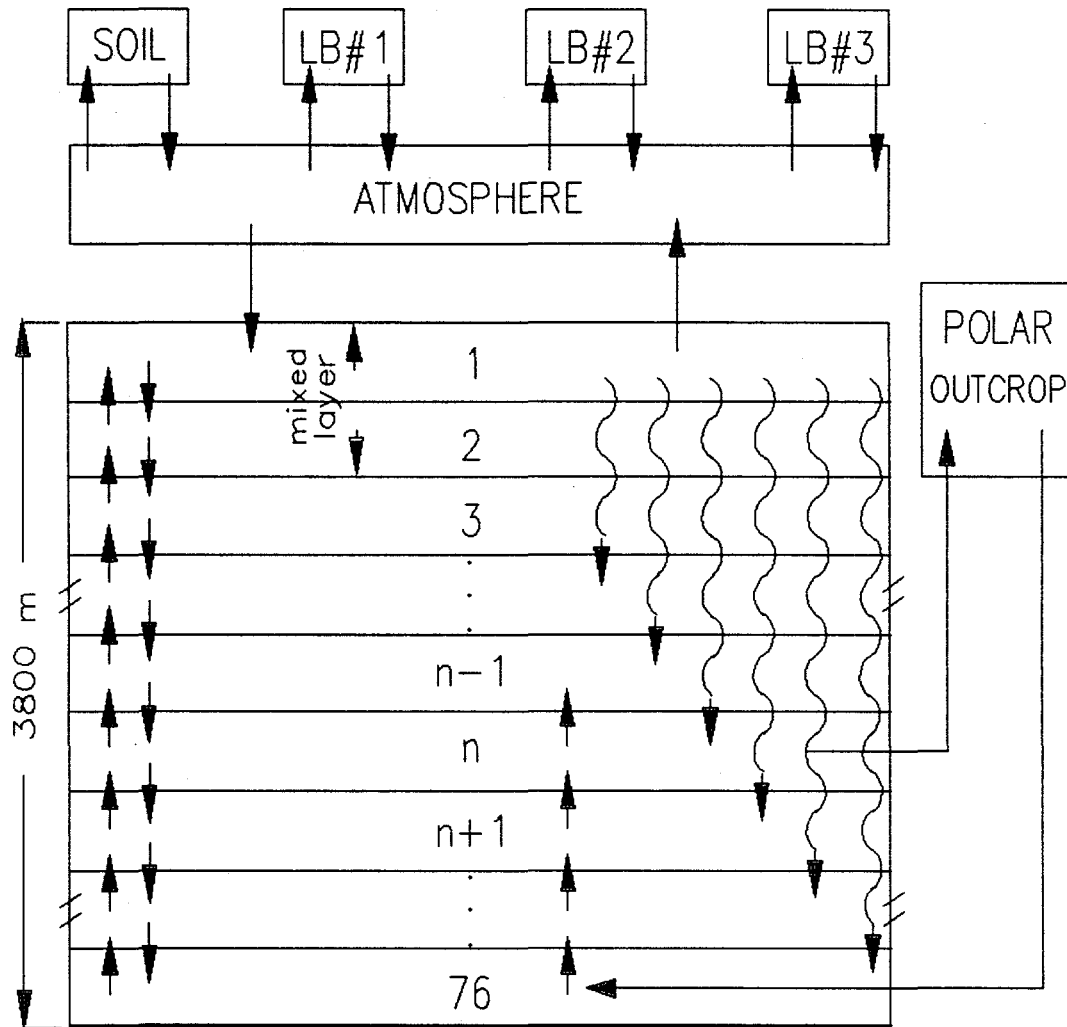 SOIL
LB#1
LB#2
LB#3
ATMOSPHERE
1
mixed
layer
POLAR
OUTCROP
2
3
.
.
n-1
3800 m
n
n+1
.
.
.
76